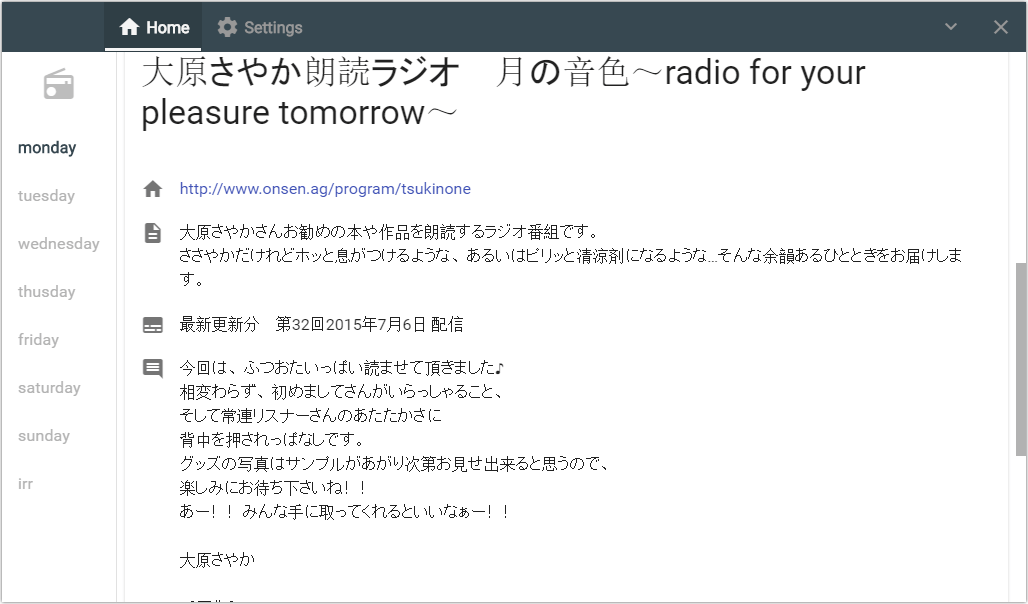 Home
Settings
monday
tuesday
wednesday
thusday
friday
saturday
sunday
irr
大原さやか朗読ラジオ　月の音色～radio for your
pleasure tomorrow～
http://www.onsen.ag/program/tsukinone
大原さやかさんお勧めの本や作品を朗読するラジオ番組です。
ささやかだけれどホッと息がつけるような、あるいはピリッと清涼剤になるような…そんな余韻あるひとときをお届けしま
す。
最新更新分　第32回2015年7月6日 配信
今回は、ふつおたいっぱい読ませて頂きました♪
相変わらず、初めましてさんがいらっしゃること、
そして常連リスナーさんのあたたかさに
背中を押されっぱなしです。
グッズの写真はサンプルがあがり次第お見せ出来ると思うので、
楽しみにお待ち下さいね！！
あー！！みんな手に取ってくれるといいなぁー！！
大原さやか